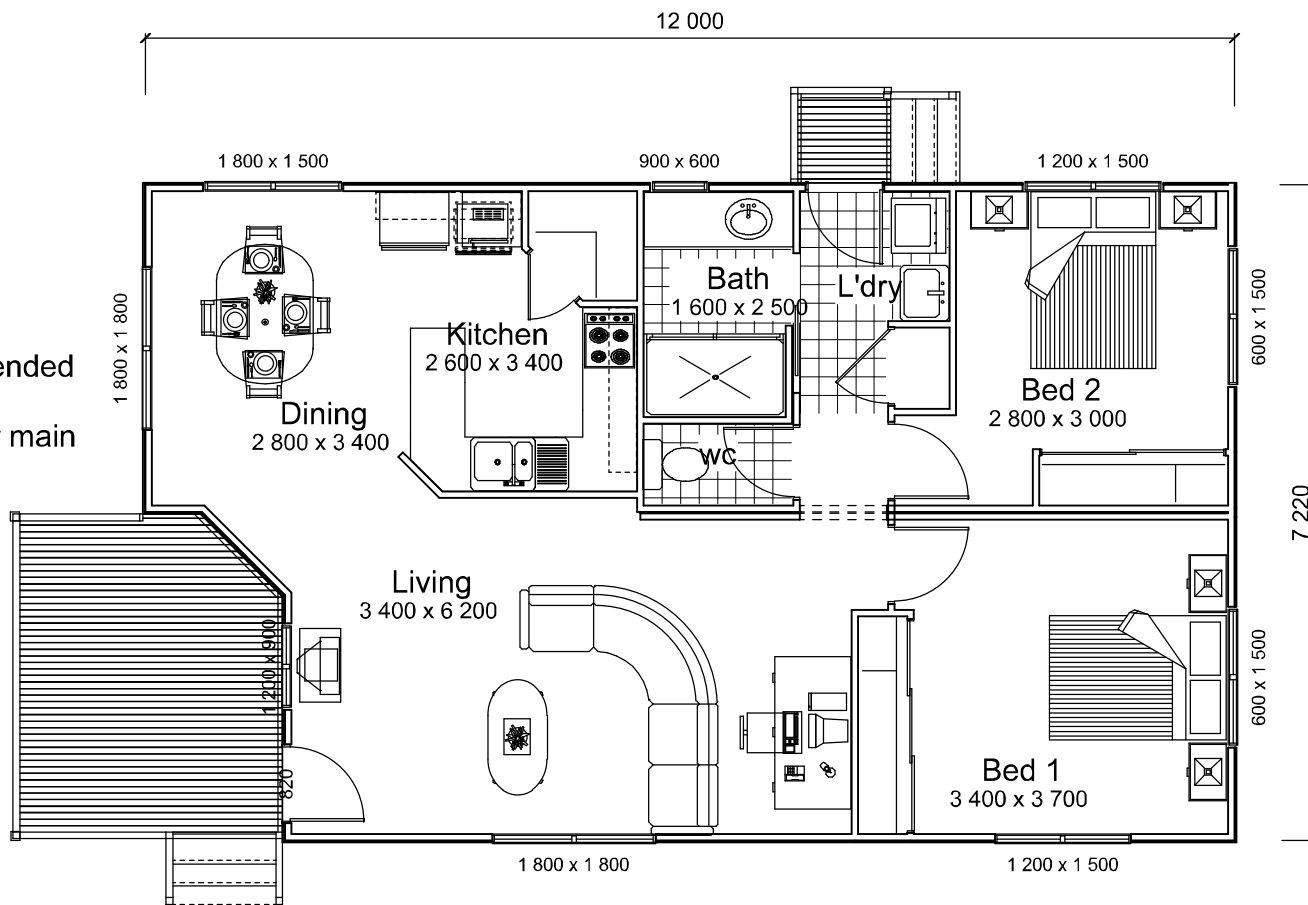 12 000
1 800 x 1 500
900 x 600
1 200 x 1 500
1 800 x 1 800
ended
main
Dining
2 800 x 3 400
Kitchen
2 600 x 3 400
Bath
1 600 x 2 500
L'dry
wc
Bed 2
2 800 x 3 000
600 x 1 500
7 220
Living
3 400 x 6 200
1 200 x 900
820
Bed 1
3 400 x 3 700
600 x 1 500
1 800 x 1 800
1 200 x 1 500